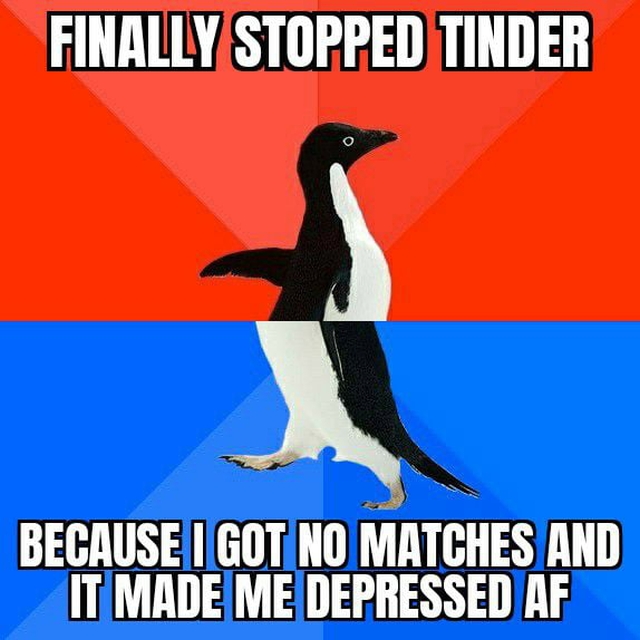 FINALLY STOPPED TINDER
BECAUSE I GOT NO MATCHES AND
IT MADE ME DEPRESSED AF